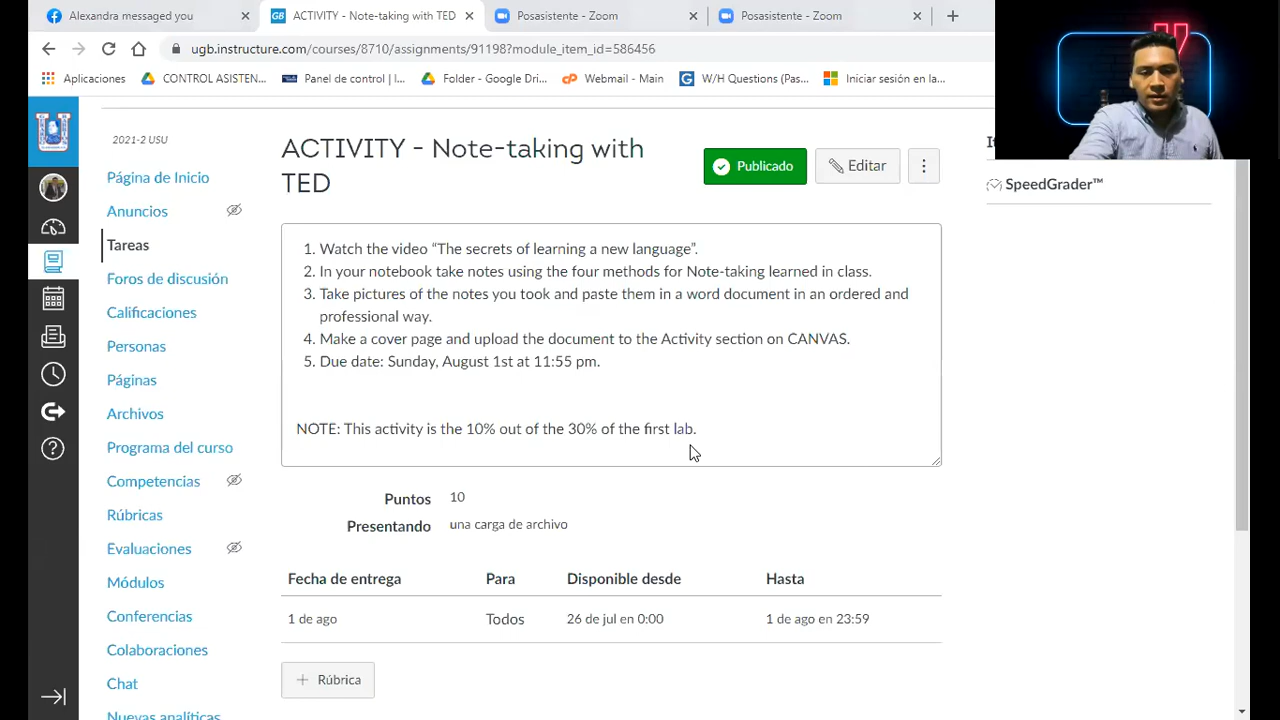 Alexandra messaged you
ACTIVITY - Note-taking with TED
Posasistente - Zoom
Posasistente - Zoom
ugb.instructure.com/courses/8710/assignments/91198?module_item_id=586456
Aplicaciones
CONTROL ASISTEN...
Panel de control | I...
Folder - Google Dri...
Webmail - Main
W/H Questions (Pas...
Iniciar sesión en la...
2021-2 USU
Página de Inicio
Anuncios
Tareas
Foros de discusión
Calificaciones
Personas
Páginas
Archivos
Programa del curso
Competencias
Rúbricas
Evaluaciones
Módulos
Conferencias
Colaboraciones
Chat
Nuevas analíticas
ACTIVITY - Note-taking with
TED
Publicado
Editar
SpeedGrader™
1. Watch the video “The secrets of learning a new language”.
2. In your notebook take notes using the four methods for Note-taking learned in class.
3. Take pictures of the notes you took and paste them in a word document in an ordered and
professional way.
4. Make a cover page and upload the document to the Activity section on CANVAS.
5. Due date: Sunday, August 1st at 11:55 pm.
NOTE: This activity is the 10% out of the 30% of the first lab.
Puntos 10
Presentando una carga de archivo
Fecha de entrega Para Disponible desde Hasta
1 de ago Todos 26 de jul en 0:00 1 de ago en 23:59
+ Rúbrica